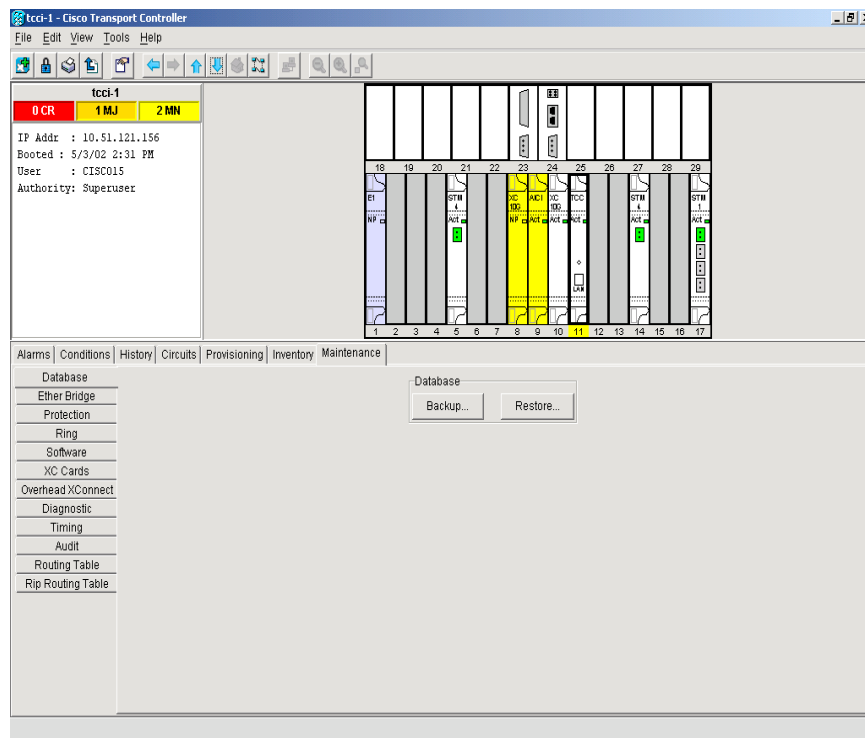 tcci-1 - Cisco Transport Controller
File Edit View Tools Help
tcci-1
0 CR 1 MJ 2 MN
IP Addr : 10.51.121.156
Booted : 5/3/02 2:31 PM
User : CISCO15
Authority: Superuser
18 19 20 21 22 23 24 25 26 27 28 29
E1 STM 4 XC 10G AICI XC 10G TCC STM 4 STM 1
NP Act NP Act Act Act Act
LAN
1 2 3 4 5 6 7 8 9 10 11 12 13 14 15 16 17
Alarms Conditions History Circuits Provisioning Inventory Maintenance
Database
Ether Bridge
Protection
Ring
Software
XC Cards
Overhead XConnect
Diagnostic
Timing
Audit
Routing Table
Rip Routing Table
Database
Backup... Restore...